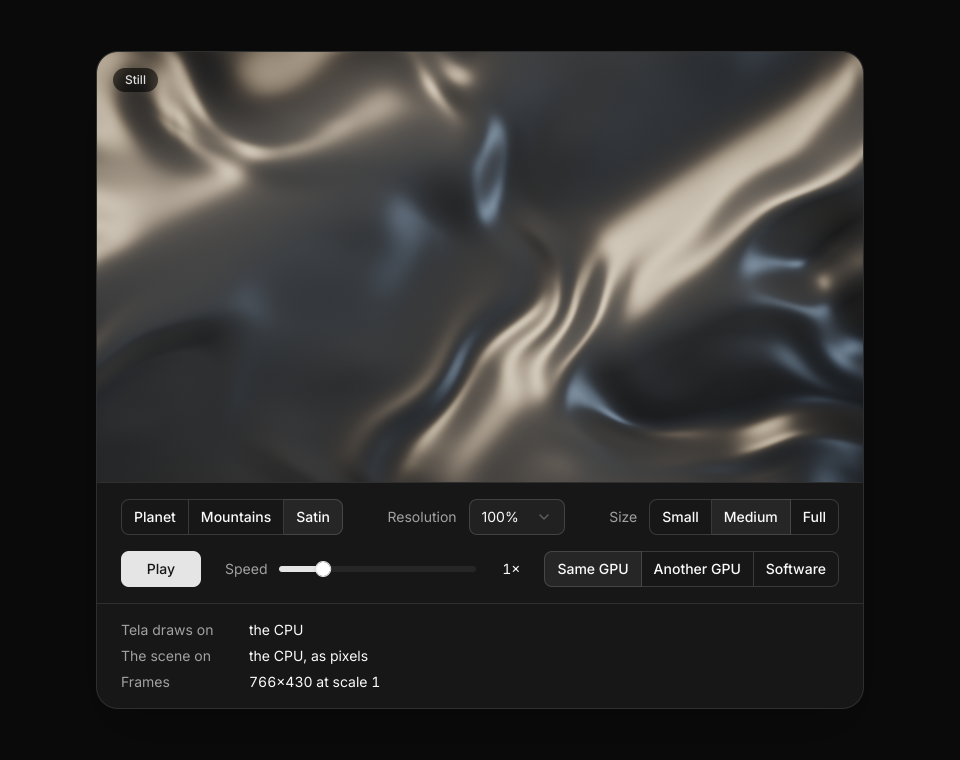 Still
Planet Mountains Satin Resolution 100% Size Small Medium Full
Play Speed 1× Same GPU Another GPU Software
Tela draws on the CPU
The scene on the CPU, as pixels
Frames 766×430 at scale 1